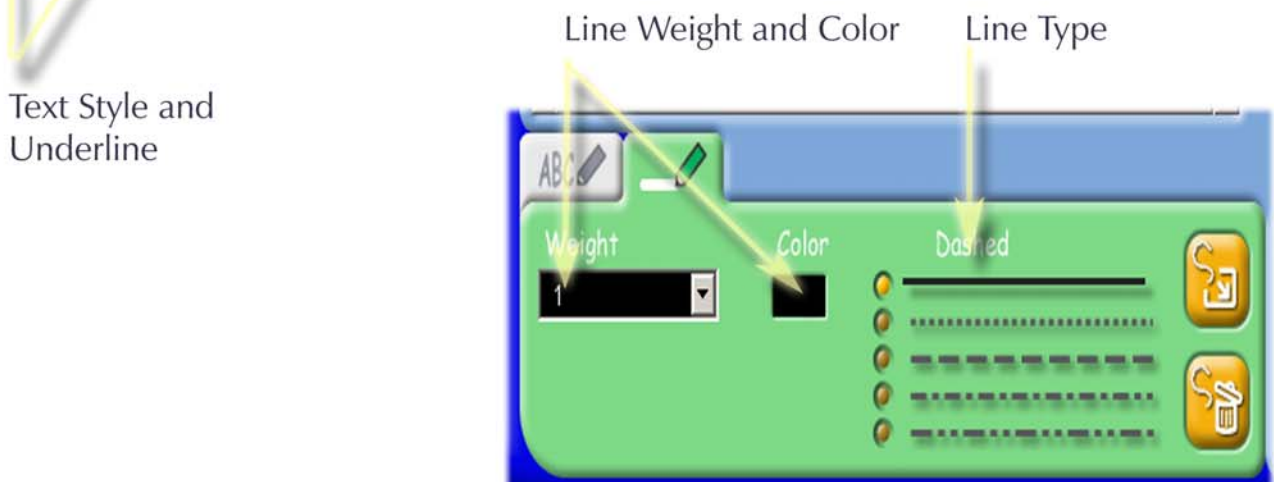 Line Weight and Color
Line Type
Text Style and
Underline
ABC
Weight
Color
Dashed
1